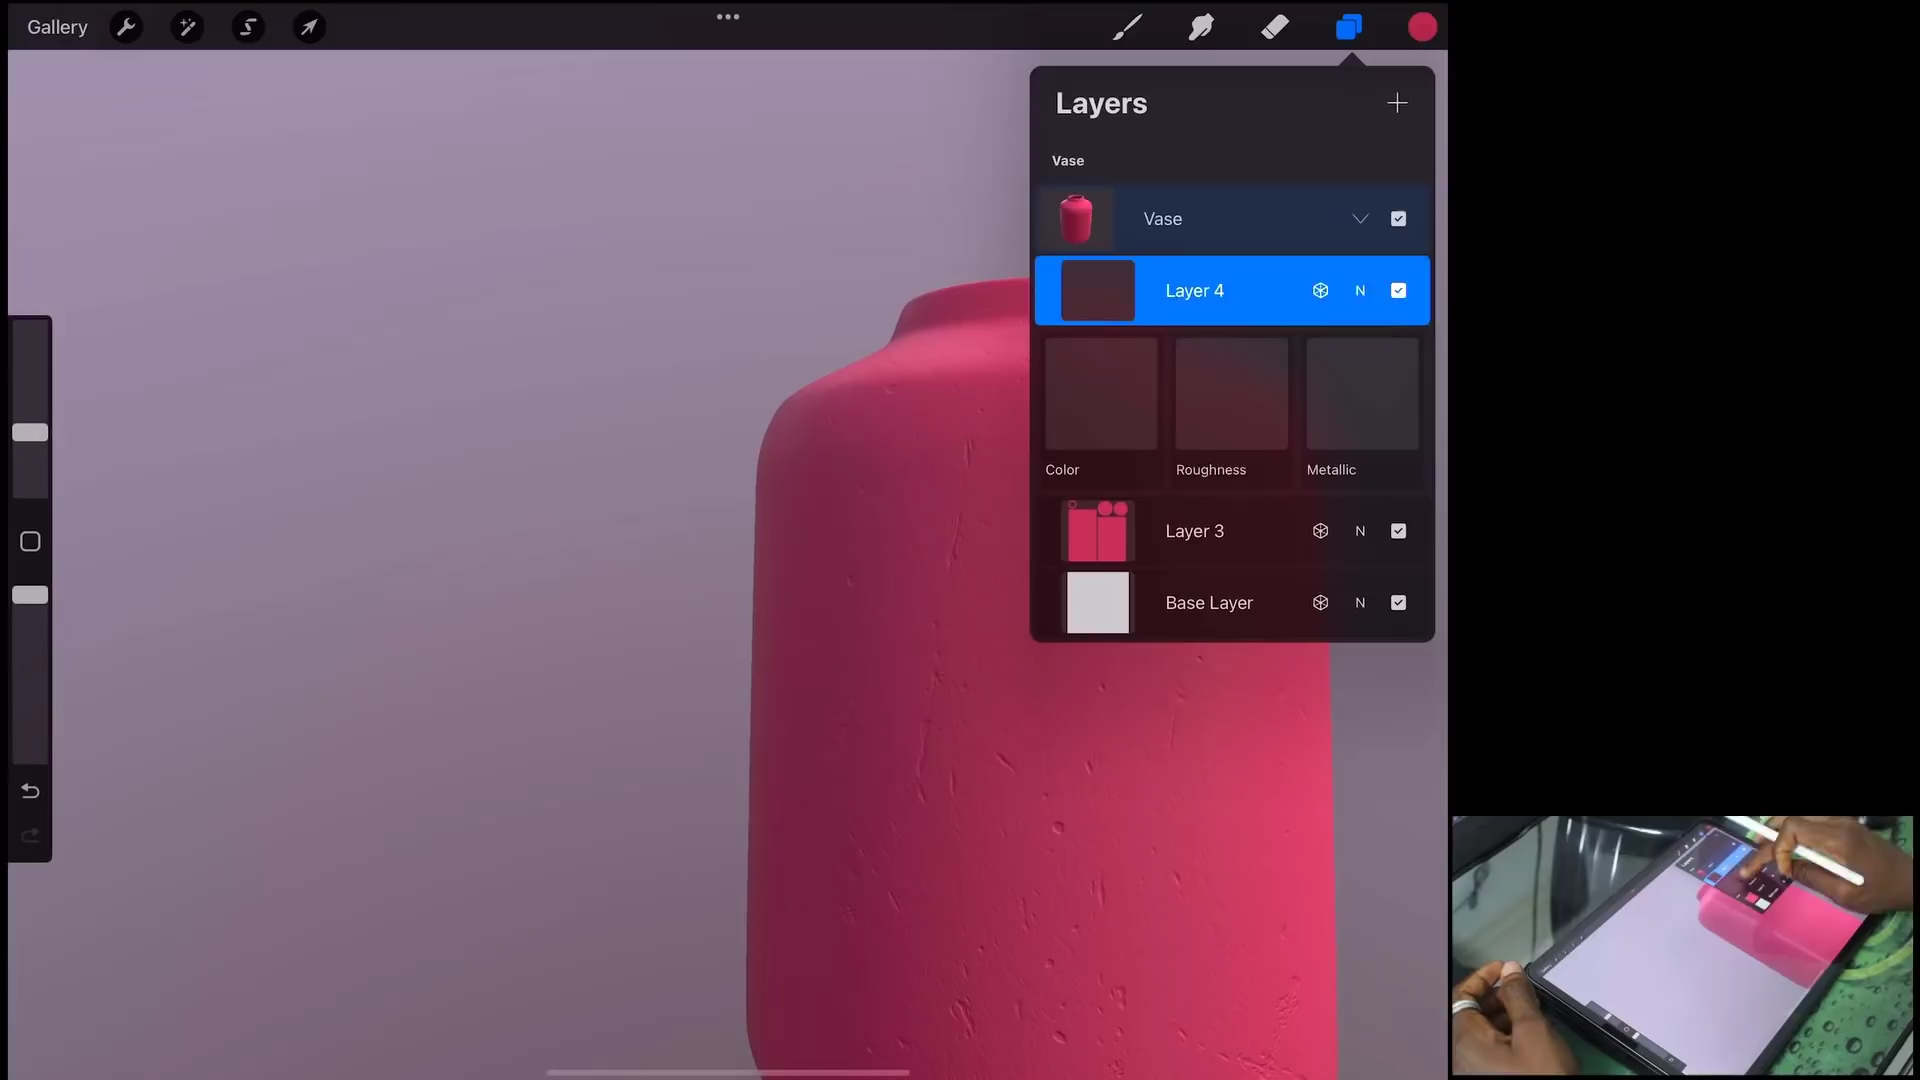 Gallery
Layers
Vase
Vase
Layer 4 N
Color Roughness Metallic
Layer 3 N
Base Layer N